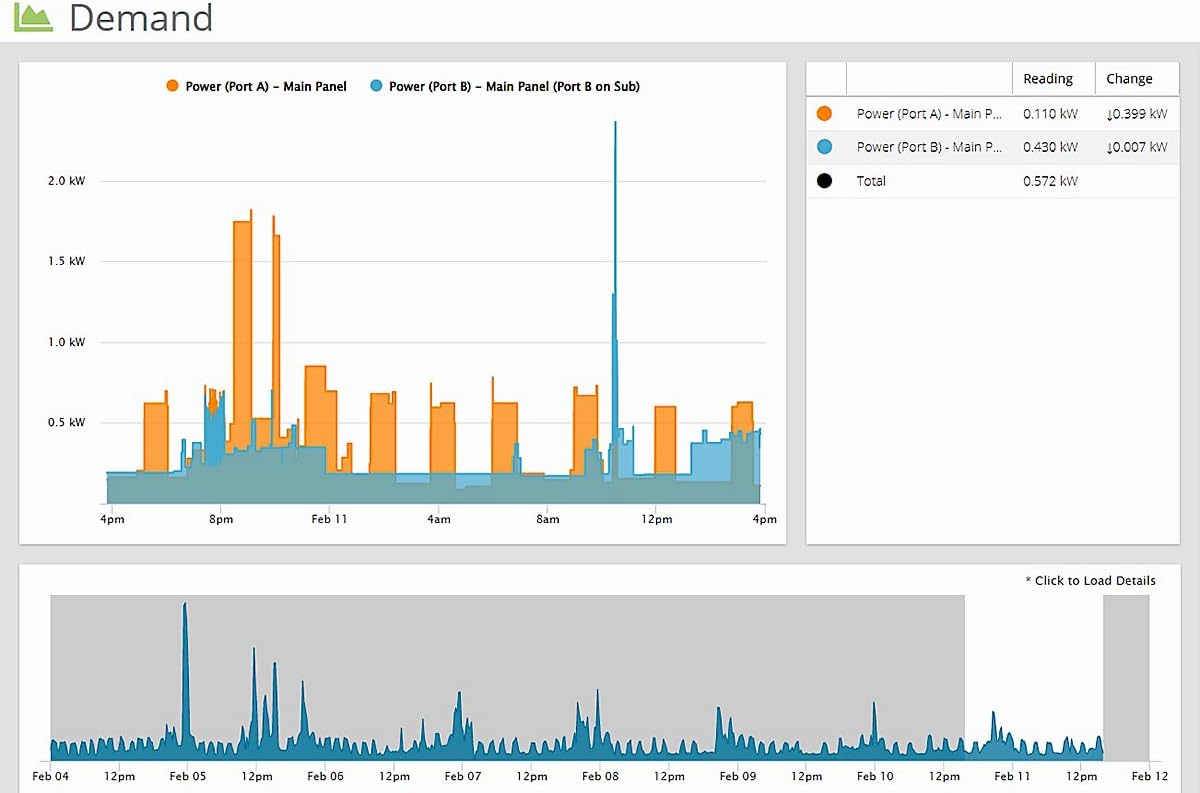 Demand
Power (Port A) – Main Panel Power (Port B) – Main Panel (Port B on Sub)
2.0 kW
1.5 kW
1.0 kW
0.5 kW
4pm 8pm Feb 11 4am 8am 12pm 4pm
Reading Change
Power (Port A) - Main P... 0.110 kW ↓0.399 kW
Power (Port B) - Main P... 0.430 kW ↓0.007 kW
Total 0.572 kW
* Click to Load Details
Feb 04 12pm Feb 05 12pm Feb 06 12pm Feb 07 12pm Feb 08 12pm Feb 09 12pm Feb 10 12pm Feb 11 12pm Feb 12